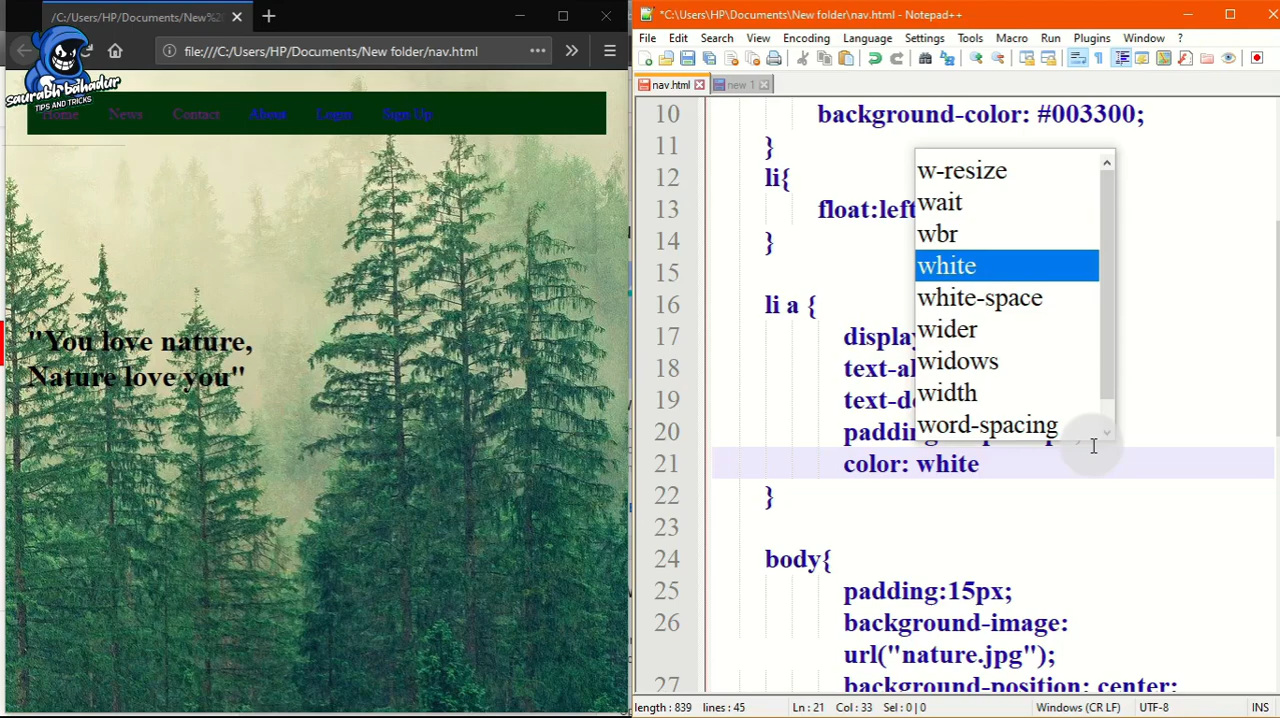 /C:/Users/HP/Documents/New%20
file:///C:/Users/HP/Documents/New folder/nav.html
saurabir bahadur
TIPS AND TRICKS
Home News Contact About Login Sign Up
"You love nature,
Nature love you"
*C:\Users\HP\Documents\New folder\nav.html - Notepad++
File Edit Search View Encoding Language Settings Tools Macro Run Plugins Window ?
nav.html new 1
10 background-color: #003300;
11 }
12 li{
13 float:left
14 }
15
16 li a {
17 display
18 text-al
19 text-de
20 padding
21 color: white
22 }
23
24 body{
25 padding:15px;
26 background-image:
url("nature.jpg");
27 background-position: center;
w-resize
wait
wbr
white
white-space
wider
widows
width
word-spacing
length : 839 lines : 45 Ln : 21 Col : 33 Sel : 0 | 0 Windows (CR LF) UTF-8 INS